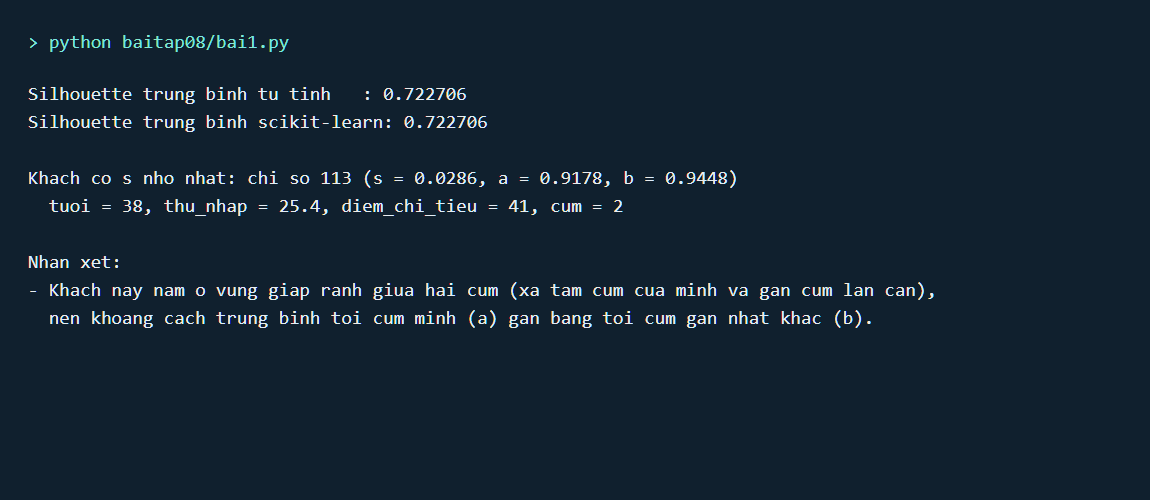 > python baitap08/bai1.py
Silhouette trung binh tu tinh   : 0.722706
Silhouette trung binh scikit-learn: 0.722706
Khach co s nho nhat: chi so 113 (s = 0.0286, a = 0.9178, b = 0.9448)
  tuoi = 38, thu_nhap = 25.4, diem_chi_tieu = 41, cum = 2
Nhan xet:
- Khach nay nam o vung giap ranh giua hai cum (xa tam cum cua minh va gan cum lan can),
  nen khoang cach trung binh toi cum minh (a) gan bang toi cum gan nhat khac (b).